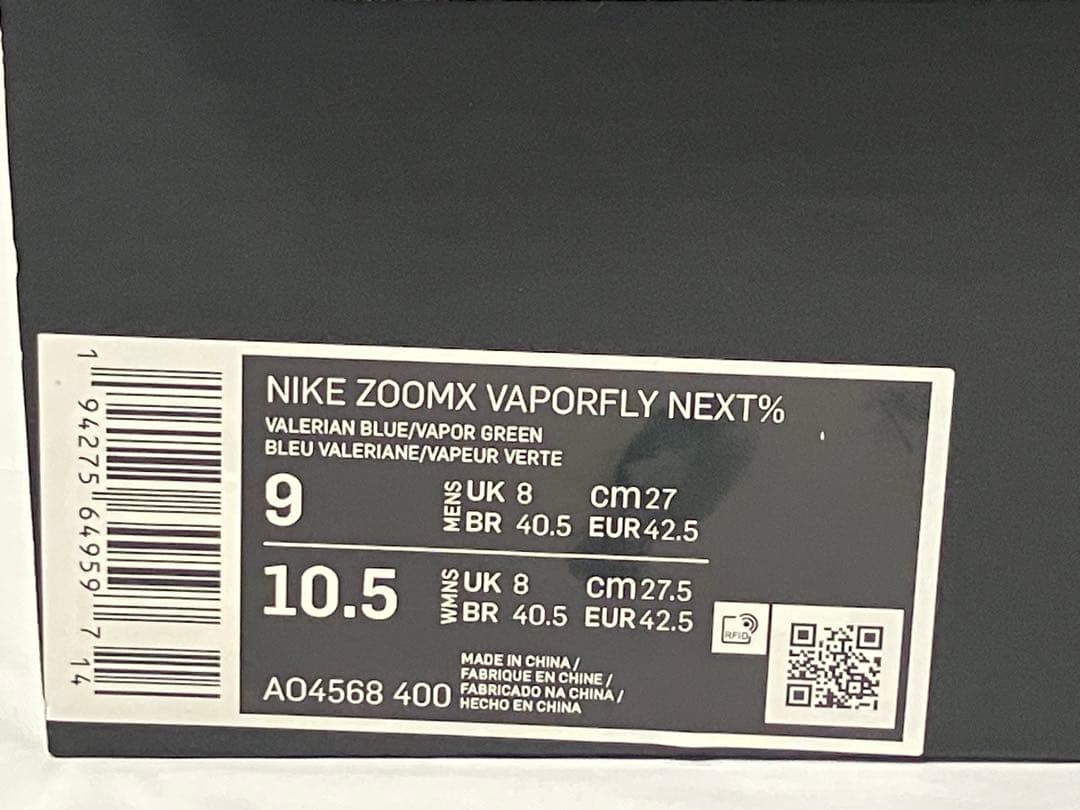 NIKE ZOOMX VAPORFLY NEXT%
VALERIAN BLUE/VAPOR GREEN
BLEU VALERIANE/VAPEUR VERTE
9
MENS
UK 8 cm 27
BR 40.5 EUR 42.5
10.5
WMNS
UK 8 cm 27.5
BR 40.5 EUR 42.5
RFID
AO4568 400
MADE IN CHINA /
FABRIQUE EN CHINE /
FABRICADO NA CHINA /
HECHO EN CHINA
1 94275 64959 7 14